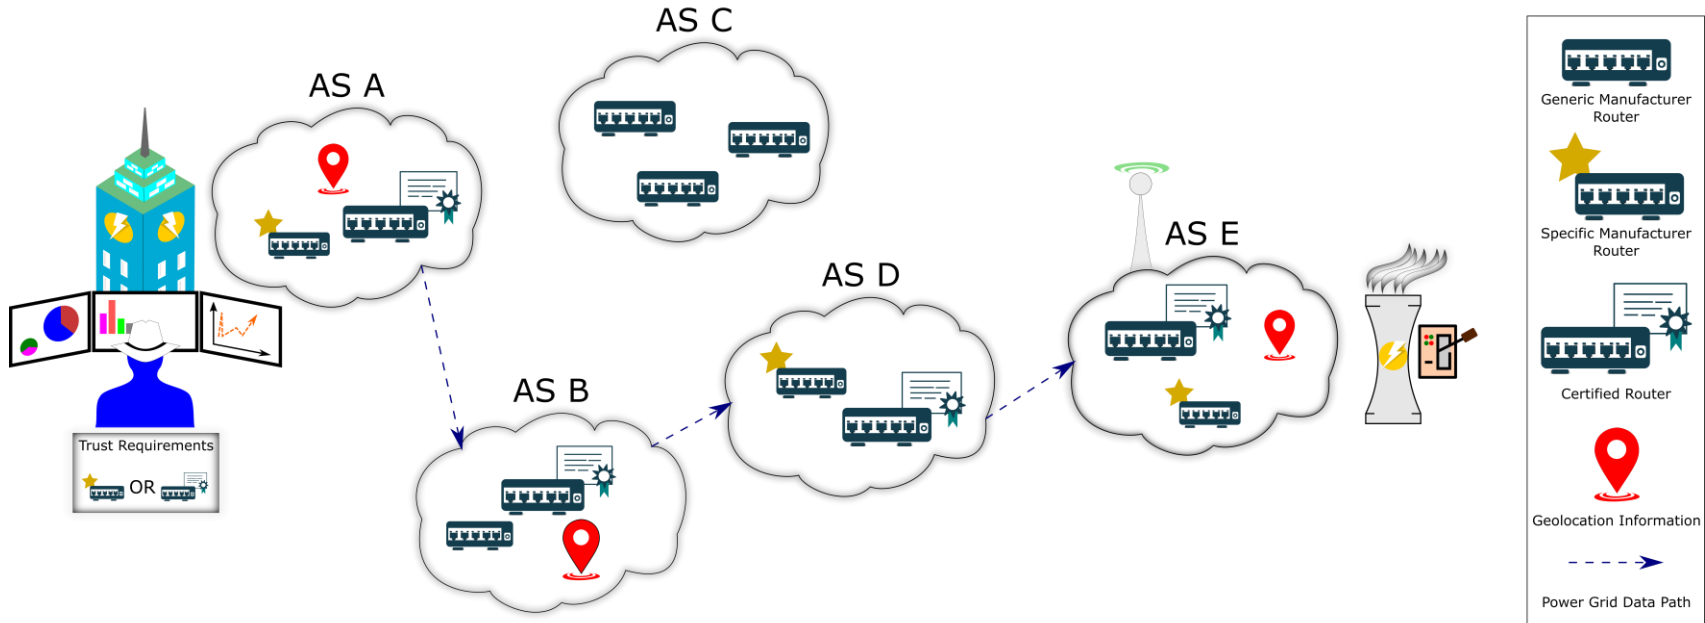 AS A
AS C
AS B
AS D
AS E
Trust Requirements
OR
Generic Manufacturer
Router
Specific Manufacturer
Router
Certified Router
Geolocation Information
Power Grid Data Path